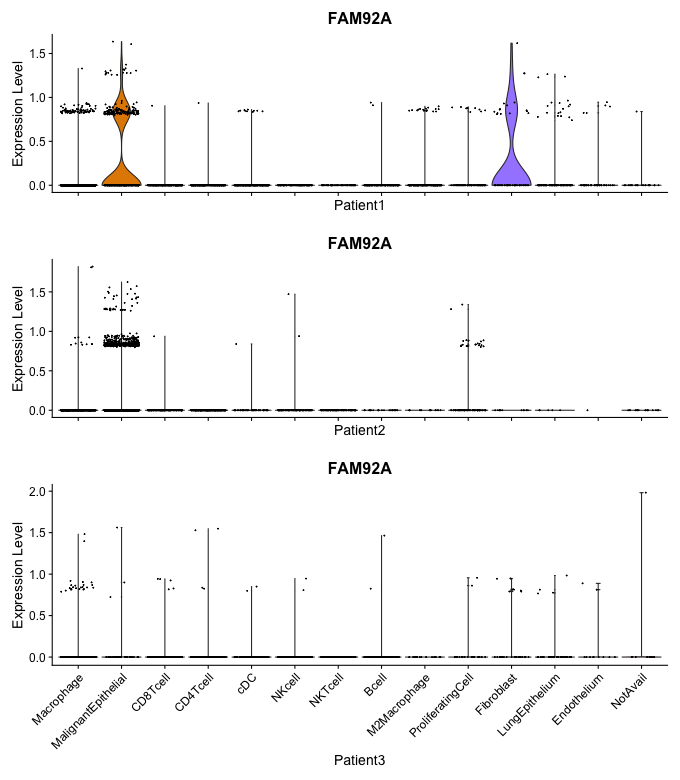 FAM92A
Expression Level
1.5
1.0
0.5
0.0
Patient1
FAM92A
Expression Level
1.5
1.0
0.5
0.0
Patient2
FAM92A
Expression Level
2.0
1.5
1.0
0.5
0.0
Macrophage
MalignantEpithelial
CD8Tcell
CD4Tcell
cDC
NKcell
NKTcell
Bcell
M2Macrophage
ProliferatingCell
Fibroblast
LungEpithelium
Endothelium
NotAvail
Patient3